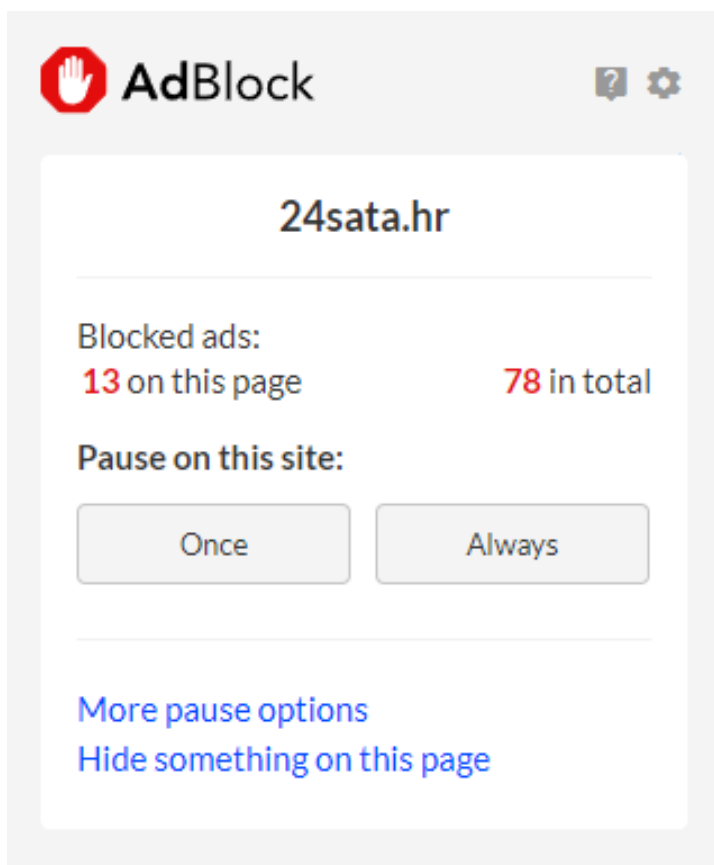 AdBlock
24sata.hr
Blocked ads:
13 on this page 78 in total
Pause on this site:
Once Always
More pause options
Hide something on this page